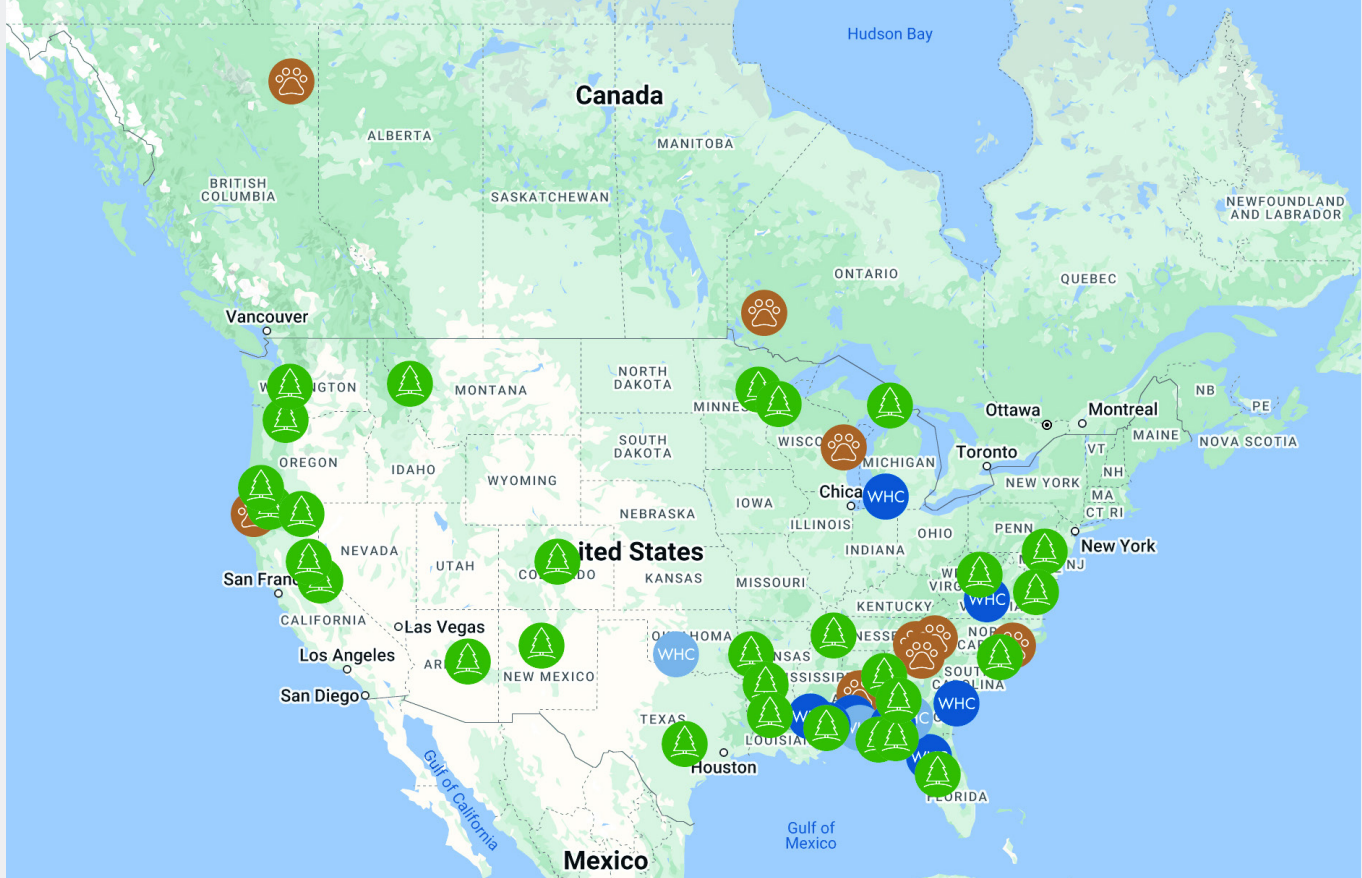 Hudson Bay
Canada
ALBERTA
MANITOBA
BRITISH
COLUMBIA
SASKATCHEWAN
NEWFOUNDLAND
AND LABRADOR
ONTARIO
QUEBEC
Vancouver
NORTH
DAKOTA
MONTANA
W
NGTON
MINNES
NB
PE
Ottawa
Montreal
MAINE
NOVA SCOTIA
SOUTH
DAKOTA
WISCO
MICHIGAN
Toronto
VT
NH
OREGON
IDAHO
WYOMING
NEW YORK
MA
CT RI
Chica
WHC
IOWA
NEBRASKA
ILLINOIS
OHIO
PENN
INDIANA
New York
NEVADA
UTAH
ited States
CO
DO
KANSAS
MISSOURI
NJ
San Franc
WHC
KENTUCKY
CALIFORNIA
Las Vegas
Los Angeles
WHC
NEW MEXICO
San Diego
TEXAS
WHC
Houston
FLORIDA
Gulf of California
Gulf of
Mexico
Mexico